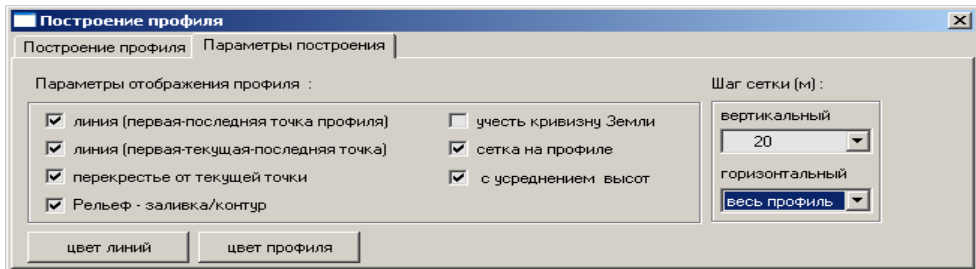 Построение профиля
Построение профиля Параметры построения
Параметры отображения профиля :
линия (первая-последняя точка профиля)
линия (первая-текущая-последняя точка)
перекрестье от текущей точки
Рельеф - заливка/контур
учесть кривизну Земли
сетка на профиле
с усреднением высот
Шаг сетки (м) :
вертикальный
20
горизонтальный
весь профиль
цвет линий цвет профиля